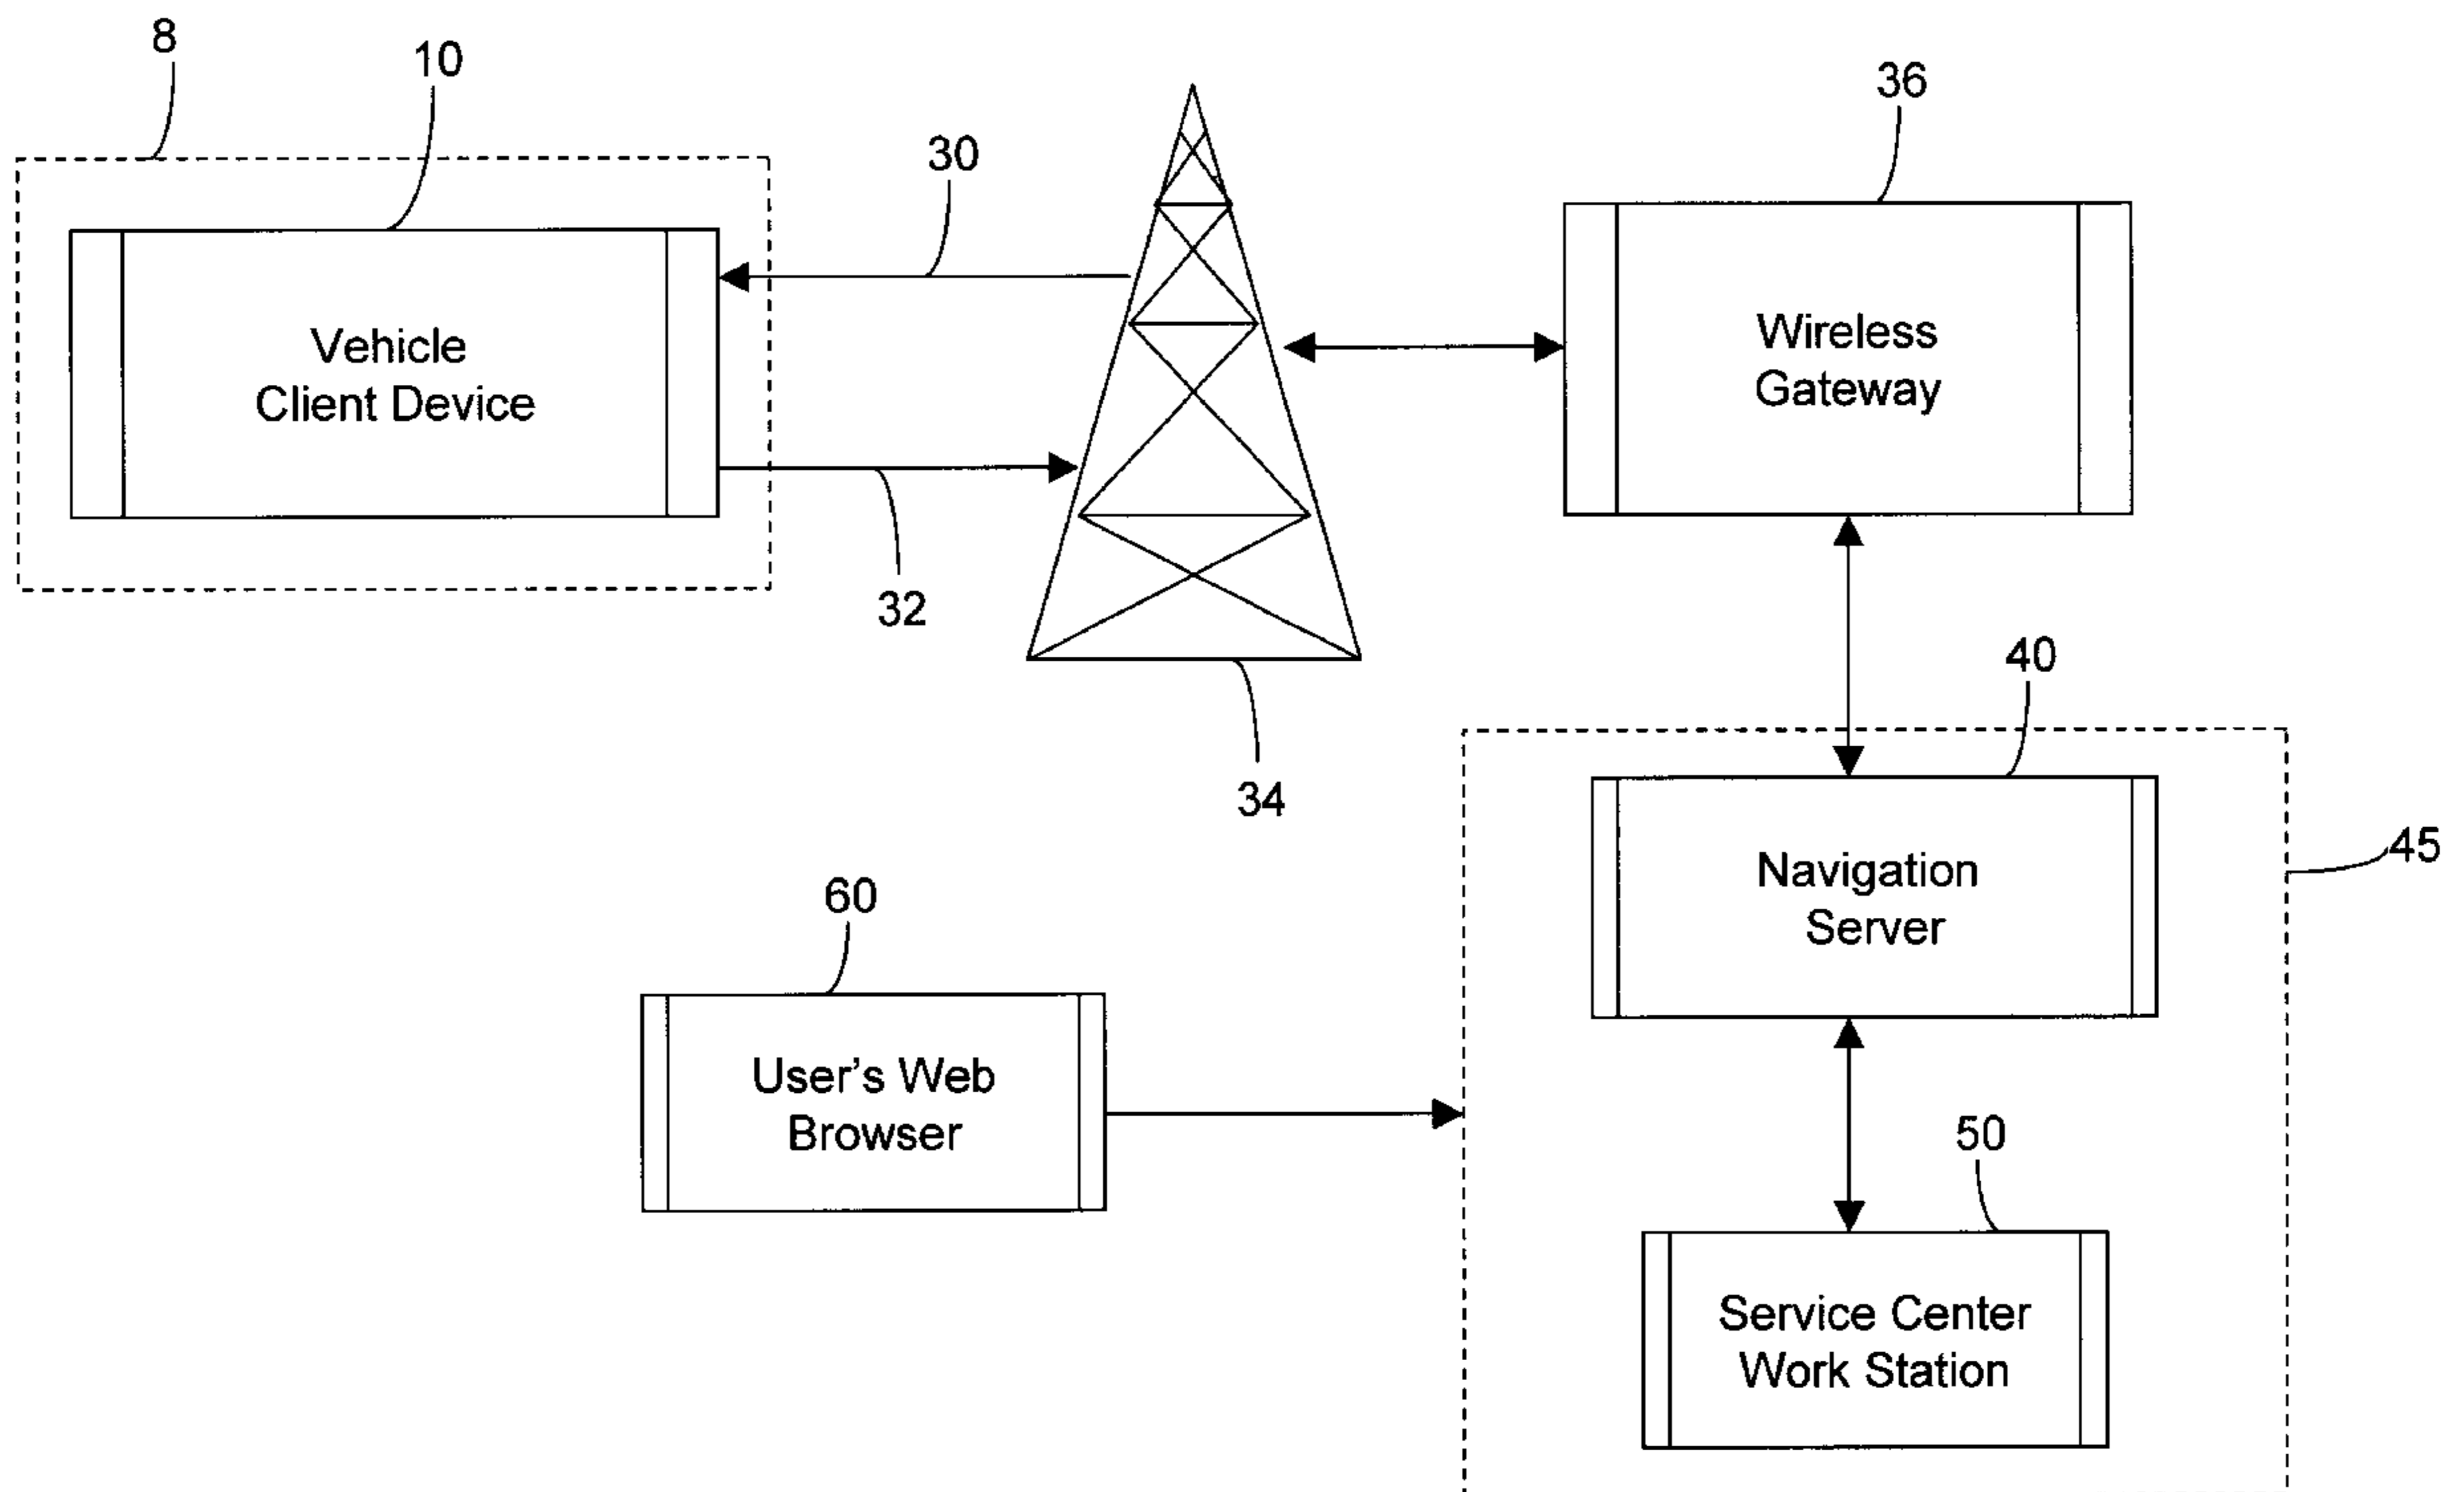 8
10
36
30
Vehicle
Client Device
Wireless
Gateway
32
40
34
Navigation
Server
45
60
User's Web
Browser
50
Service Center
Work Station